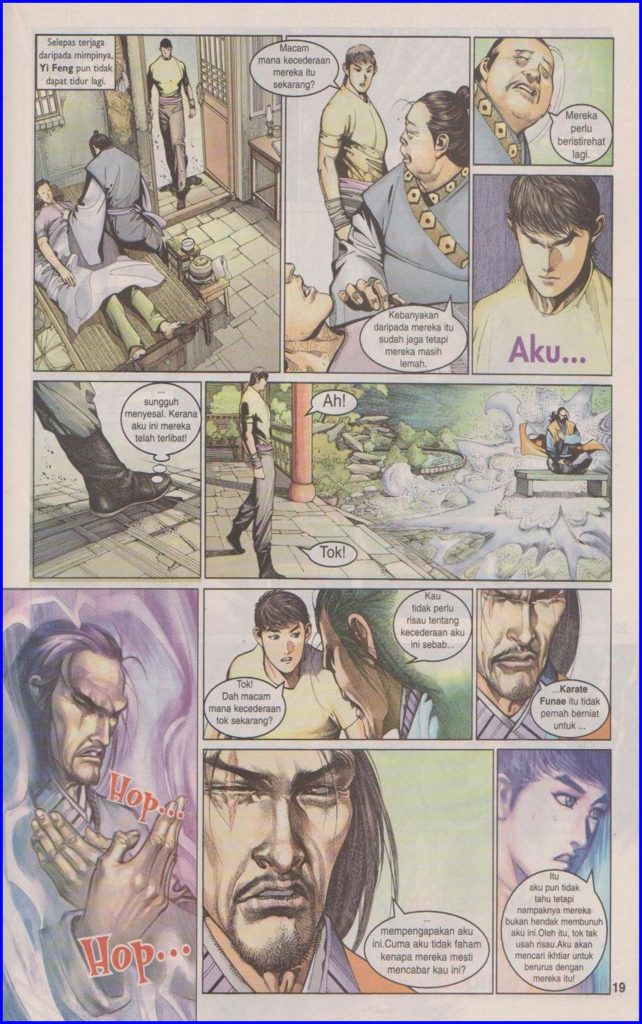 Selepas terjaga
daripada mimpinya,
Yi Feng pun tidak
dapat tidur lagi.
Macam
mana kecederaan
mereka itu
sekarang?
Mereka
perlu
beristirehat
lagi.
Kebanyakan
daripada mereka itu
sudah jaga tetapi
mereka masih
lemah.
Aku...
...
sungguh
menyesal. Kerana
aku ini mereka
telah terlibat!
Ah!
Tok!
Hop...
Hop...
Tok!
Dah macam
mana kecederaan
tok sekarang?
Kau
tidak perlu
risau tentang
kecederaan aku
ini sebab...
...Karate
Funae itu tidak
pernah berniat
untuk ...
...
mempengapakan aku
ini.Cuma aku tidak faham
kenapa mereka mesti
mencabar kau ini?
Itu
aku pun tidak
tahu tetapi
nampaknya mereka
bukan hendak membunuh
aku ini.Oleh itu, tok tak
usah risau.Aku akan
mencari ikhtiar untuk
berurus dengan
mereka itu!
19